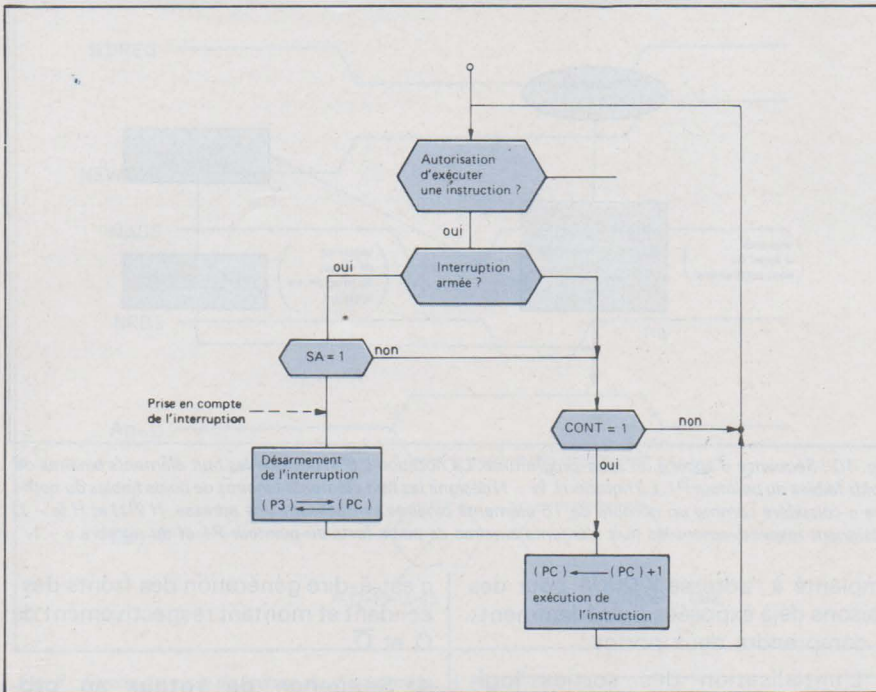 Autorisation
d'exécuter
une instruction ?
oui
oui
Interruption
armée ?
SA = 1
non
Prise en compte
de l'interruption
CONT = 1
non
Désarmement
de l'interruption
(P3) ← (PC)
oui
(PC) ← (PC) +1
exécution de
l'instruction